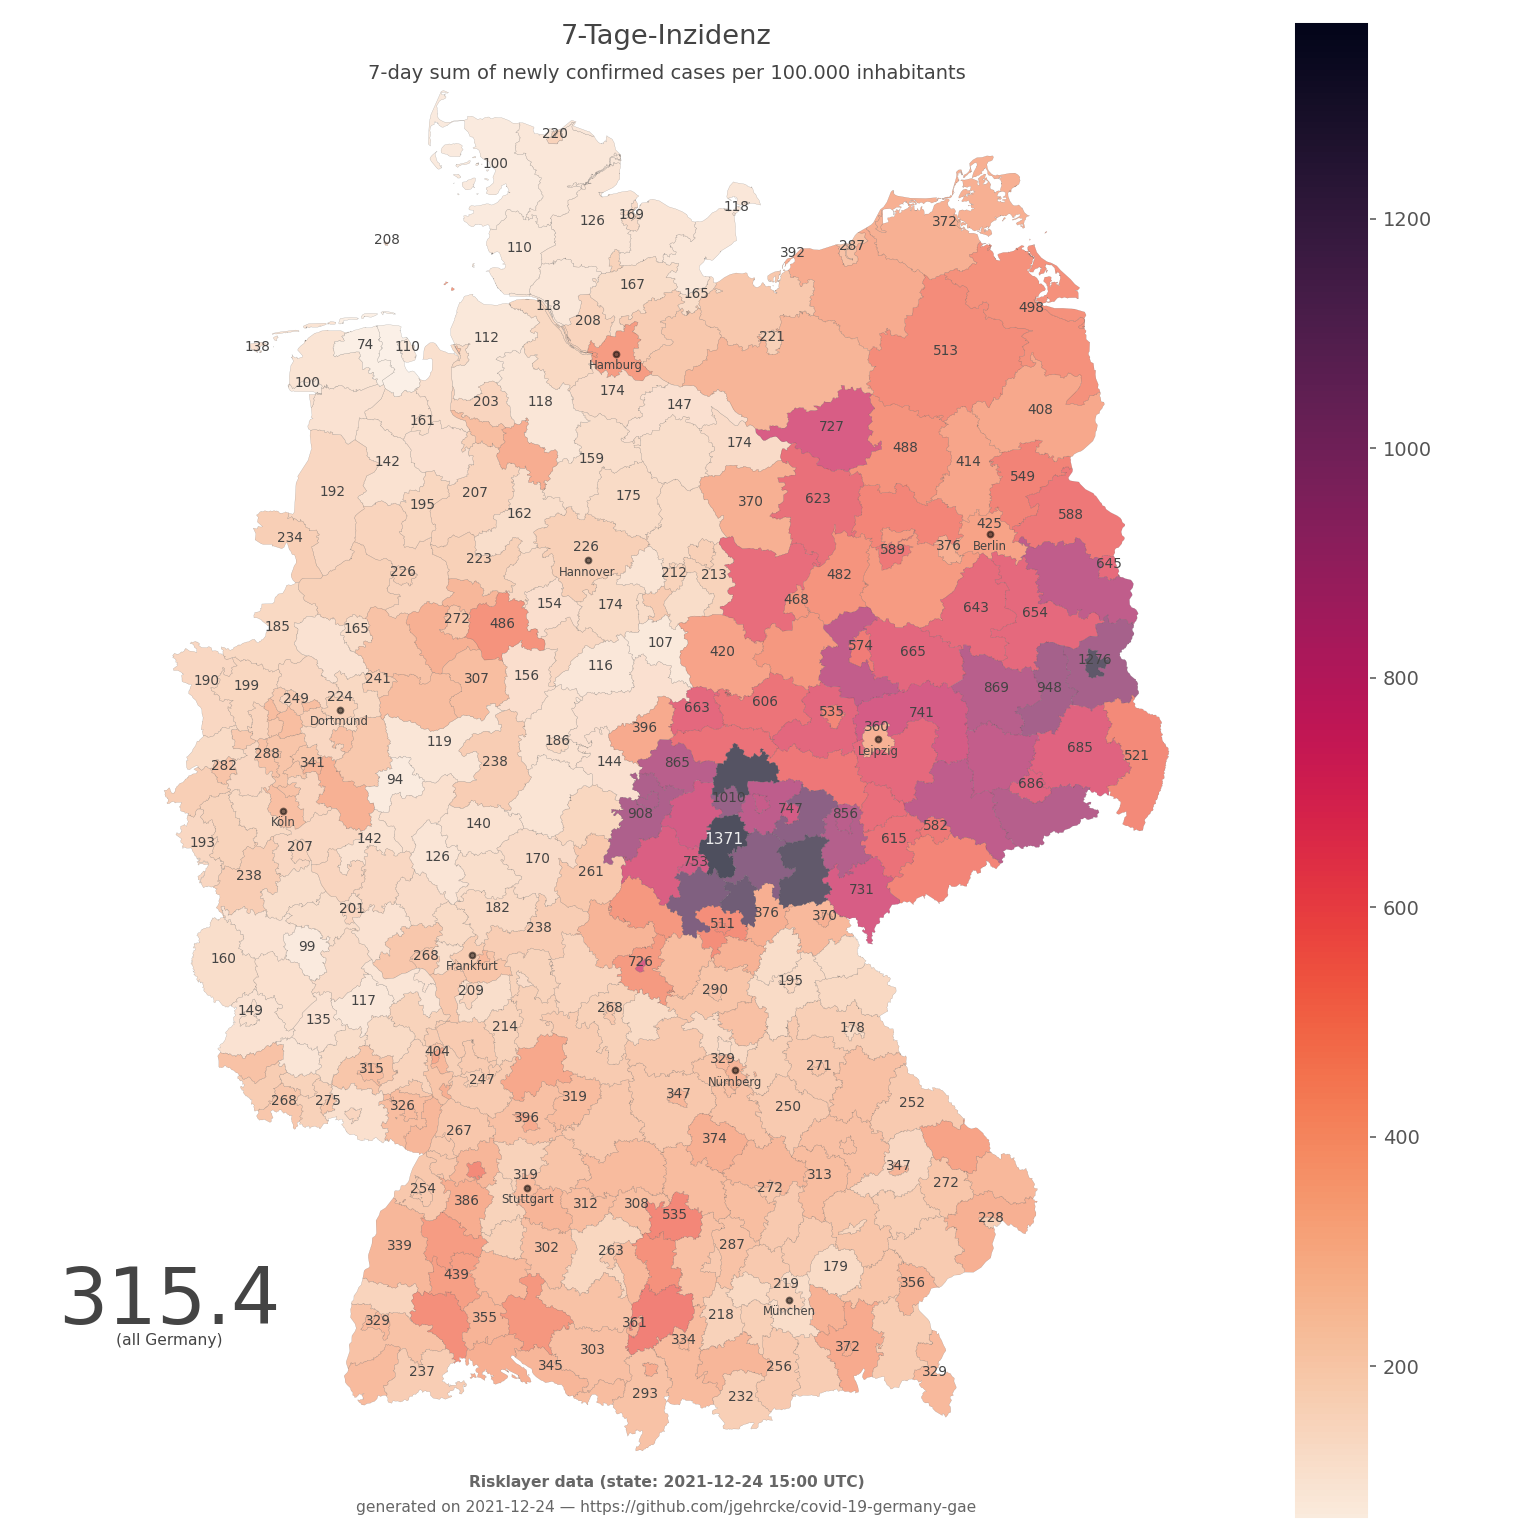 7-Tage-Inzidenz
7-day sum of newly confirmed cases per 100.000 inhabitants
220
100
118
126 169
208
110
372
392 287
167
165
118
208
498
221
138 74 110 112
Hamburg
513
100
174
203 118 147
408
161
727
174
488
142 159
414
549
192 207 175
370 623
195 162
588
425
234
226
Berlin
589 376
223
Hannover
645
226 212 213 482
154 174
468
643 654
272 486
185 165
107
574
420 665
116
1276
190 199 241 307 156
869 948
249 224
663 606
535 741
Dortmund
396 360
119 186
685
288
Leipzig
521
282 341 238 144 865
94
686
1010
908 747 856
Köln
140
582
193 207 142 1371 615
126 170 753
238 261
731
201 182
876 370
238 511
99
160 268 726
Frankfurt
195
209 290
117
149 135 268
214 178
404 329
315 271
247
Nürnberg
319 347
268 275 326 396 250 252
267 374
347
319 313
254 272 272
386
Stuttgart
312 308
535
228
339 302 263 287
179
439
219 356
München
329 355 361 218
334
303 372
237 345 256 329
293 232
315.4
(all Germany)
1200
1000
800
600
400
200
Risklayer data (state: 2021-12-24 15:00 UTC)
generated on 2021-12-24 — https://github.com/jgehrcke/covid-19-germany-gae